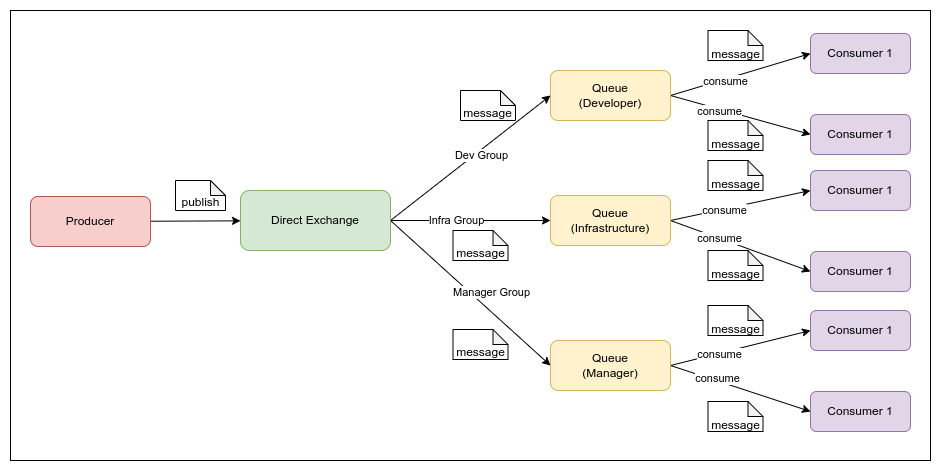 Producer
publish
Direct Exchange
message
Dev Group
Infra Group
message
Manager Group
message
Queue
(Developer)
message
consume
Consumer 1
consume
message
Consumer 1
Queue
(Infrastructure)
message
consume
Consumer 1
consume
message
Consumer 1
Queue
(Manager)
message
consume
Consumer 1
consume
message
Consumer 1